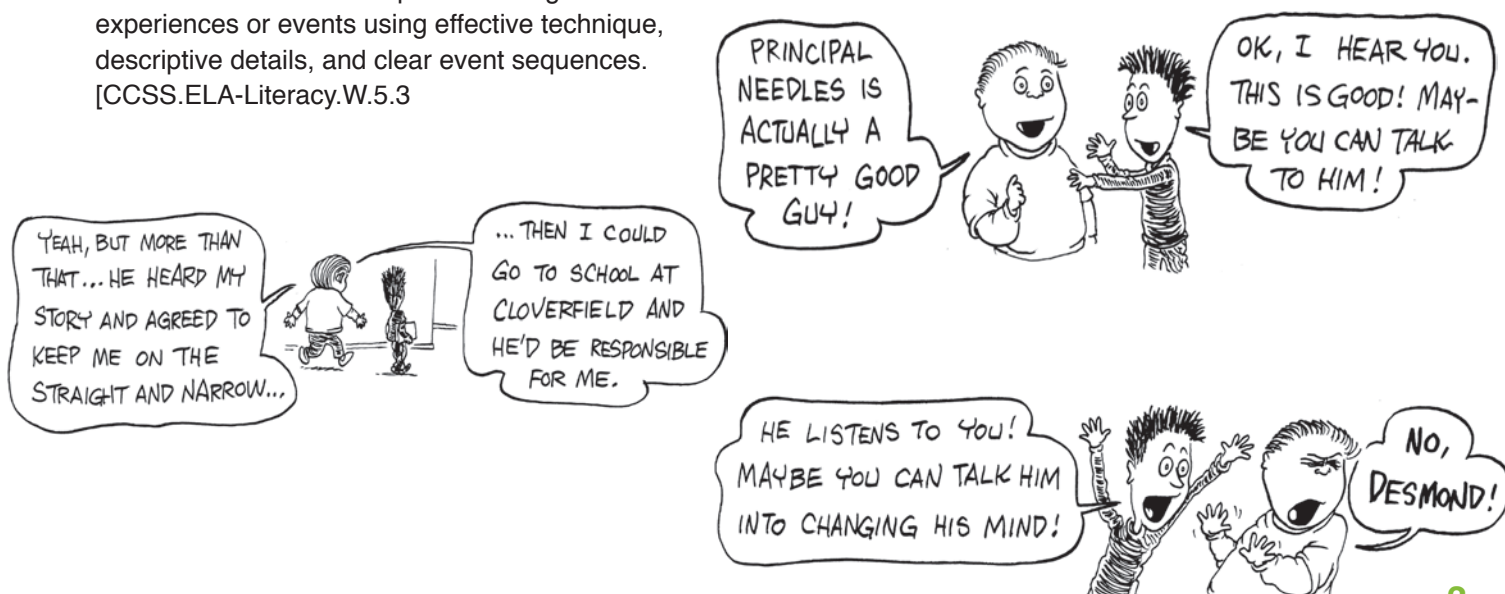 experiences or events using effective technique,
descriptive details, and clear event sequences.
[CCSS.ELA-Literacy.W.5.3
YEAH, BUT MORE THAN
THAT... HE HEARD MY
STORY AND AGREED TO
KEEP ME ON THE
STRAIGHT AND NARROW...
... THEN I COULD
GO TO SCHOOL AT
CLOVERFIELD AND
HE'D BE RESPONSIBLE
FOR ME.
PRINCIPAL
NEEDLES IS
ACTUALLY A
PRETTY GOOD
GUY!
OK, I HEAR YOU.
THIS IS GOOD! MAY-
BE YOU CAN TALK
TO HIM!
HE LISTENS TO YOU!
MAYBE YOU CAN TALK HIM
INTO CHANGING HIS MIND!
NO,
DESMOND!